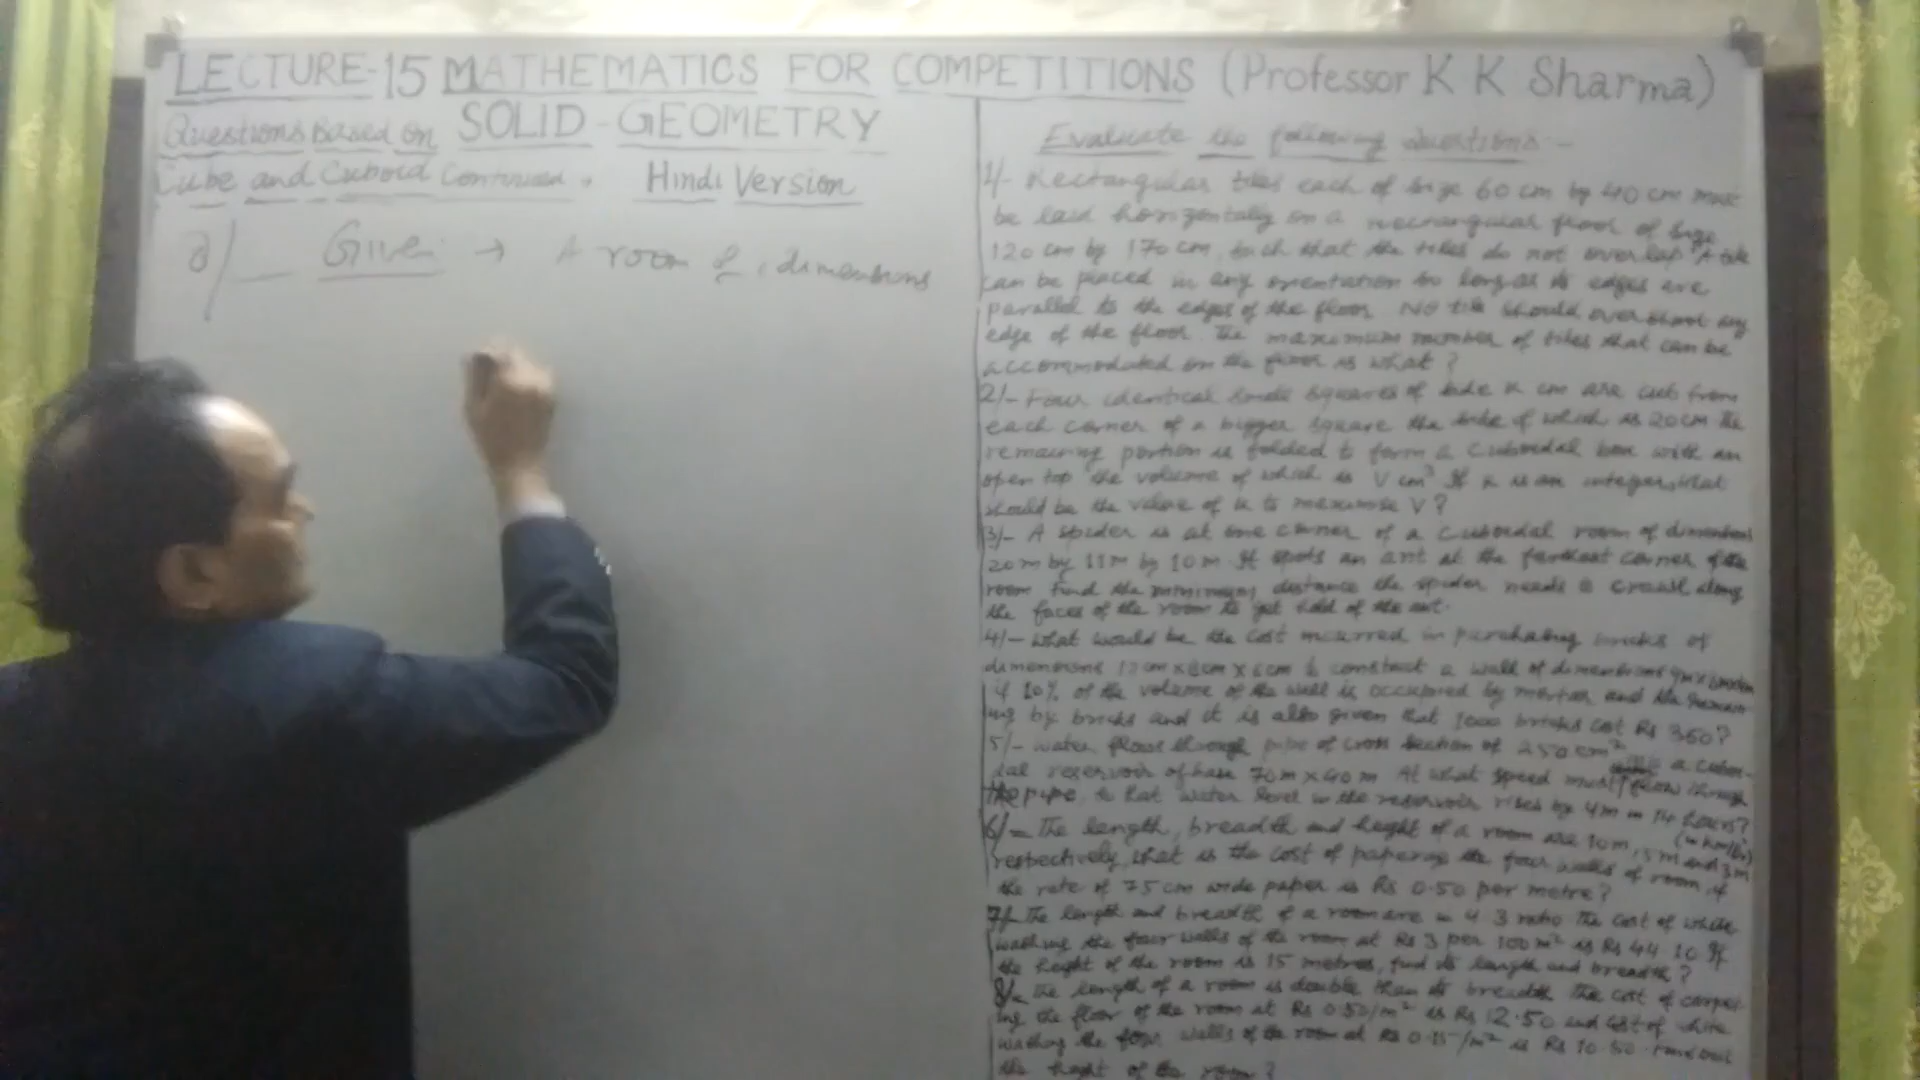 LECTURE-15 MATHEMATICS FOR COMPETITIONS (Professor K K Sharma)
SOLID-GEOMETRY
Questions Based on
Cube and Cuboid Continued. Hindi Version
Given → A room of dimensions
Evaluate the following Questions:-
1/- Rectangular tiles each of size 60 cm by 40 cm must
be laid horizontally on a rectangular floor of size
120 cm by 170 cm, such that the tiles do not overlap A tile
can be placed in any orientation so long as its edges are
parallel to the edges of the floor. No tile should overshoot any
edge of the floor. The maximum number of tiles that can be
accommodated on the floor is what?
2/- Four identical small squares of side x cm are cut from
each corner of a bigger square the side of which is 20 cm The
remaining portion is folded to form a cuboidal box with an
open top the volume of which is V cm³ If x is an integer, what
should be the value of x to maximise V?
3/- A spider is at one corner of a cuboidal room of dimensions
20 m by 11 m by 10 m. It spots an ant at the farthest corner of the
room Find the minimum distance the spider needs to crawl along
the faces of the room to get hold of the ant.
4/- What would be the cost incurred in purchasing bricks of
dimensions to construct a wall of dimensions
if 10% of the volume of the wall is occupied by mortar and the remain
ing by bricks and it is also given that 1000 bricks cost Rs 350?
5/- Water flows through pipe of cross section of 250 cm² a cuboi-
dal reservoir of base 70 m x 40 m At what speed must flow through
the pipe, so that water level in the reservoir rises by 4 m in 14 hours?
(in km/hr)
6/- The length, breadth and height of a room are 10 m, 5 m and 3 m
respectively, what is the cost of papering the four walls of room, if
the rate of 75 cm wide paper is Rs 0.50 per metre?
7/- The length and breadth of a room are in 4:3 ratio The cost of white
washing the four walls of the room at Rs 3 per 100 m² is Rs 44.10 If
the height of the room is 15 metres, find its length and breadth?
8/- The length of a room is double than its breadth The cost of carpet
ing the floor of the room at Rs 0.50/m² is Rs 12.50 and cost of white
washing the four walls of the room at Rs 0.15/m² is Rs 10.50 find out
the height of the room?